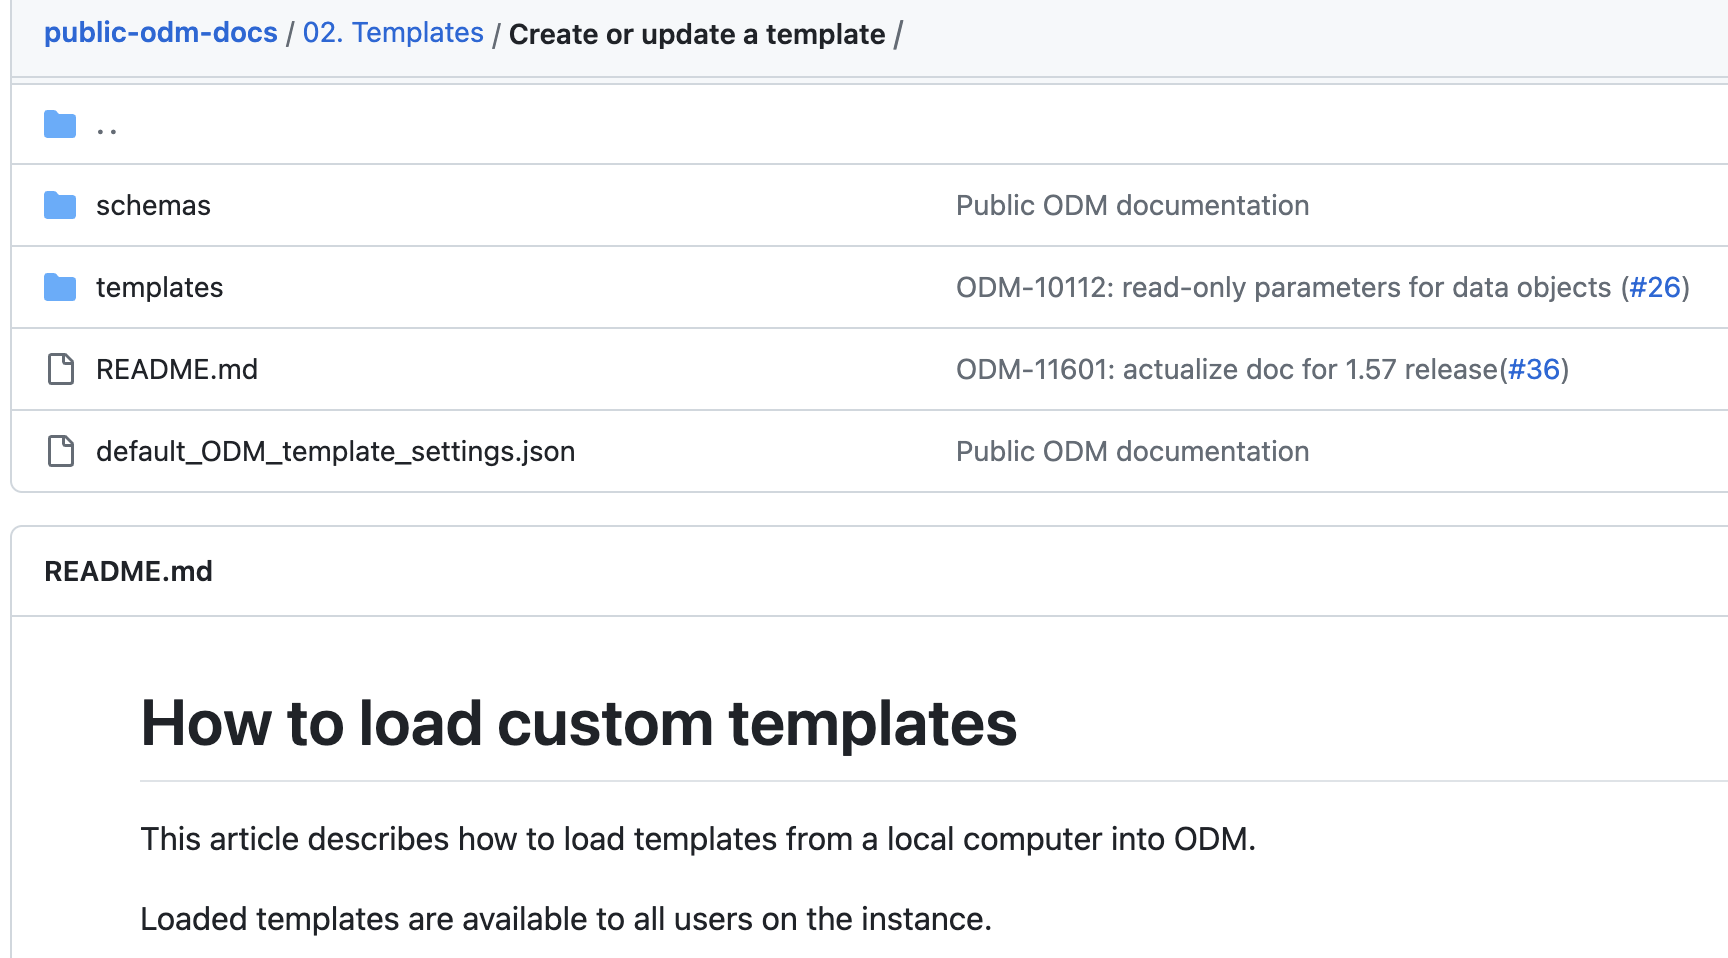 public-odm-docs / 02. Templates / Create or update a template /
..
schemas Public ODM documentation
templates ODM-10112: read-only parameters for data objects (#26)
README.md ODM-11601: actualize doc for 1.57 release(#36)
default_ODM_template_settings.json Public ODM documentation
README.md
How to load custom templates
This article describes how to load templates from a local computer into ODM.
Loaded templates are available to all users on the instance.